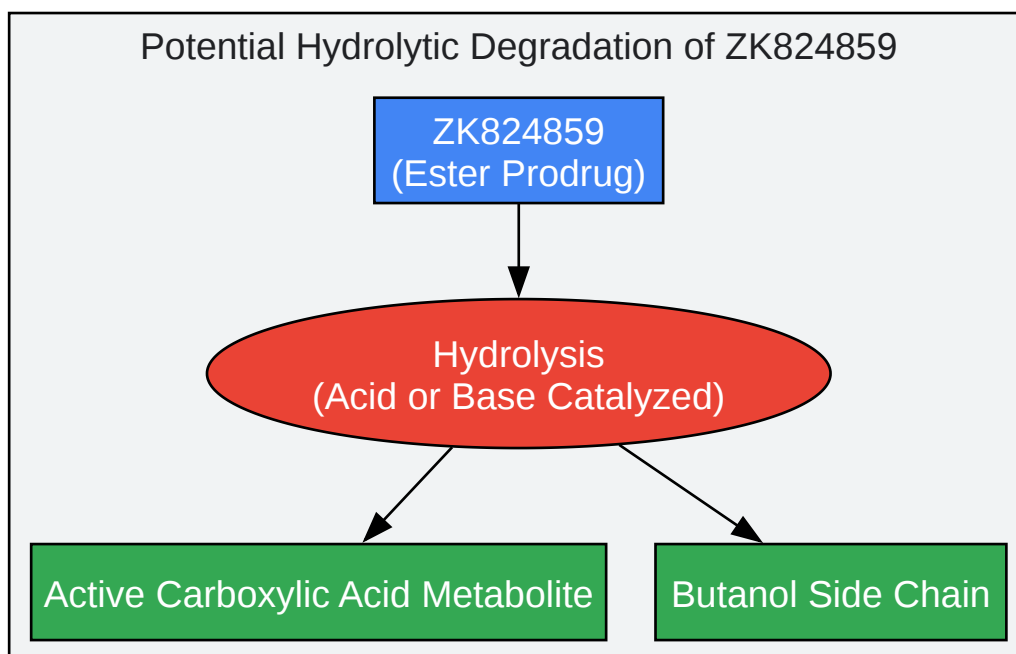 Potential Hydrolytic Degradation of ZK824859
ZK824859
(Ester Prodrug)
Hydrolysis
(Acid or Base Catalyzed)
Active Carboxylic Acid Metabolite
Butanol Side Chain